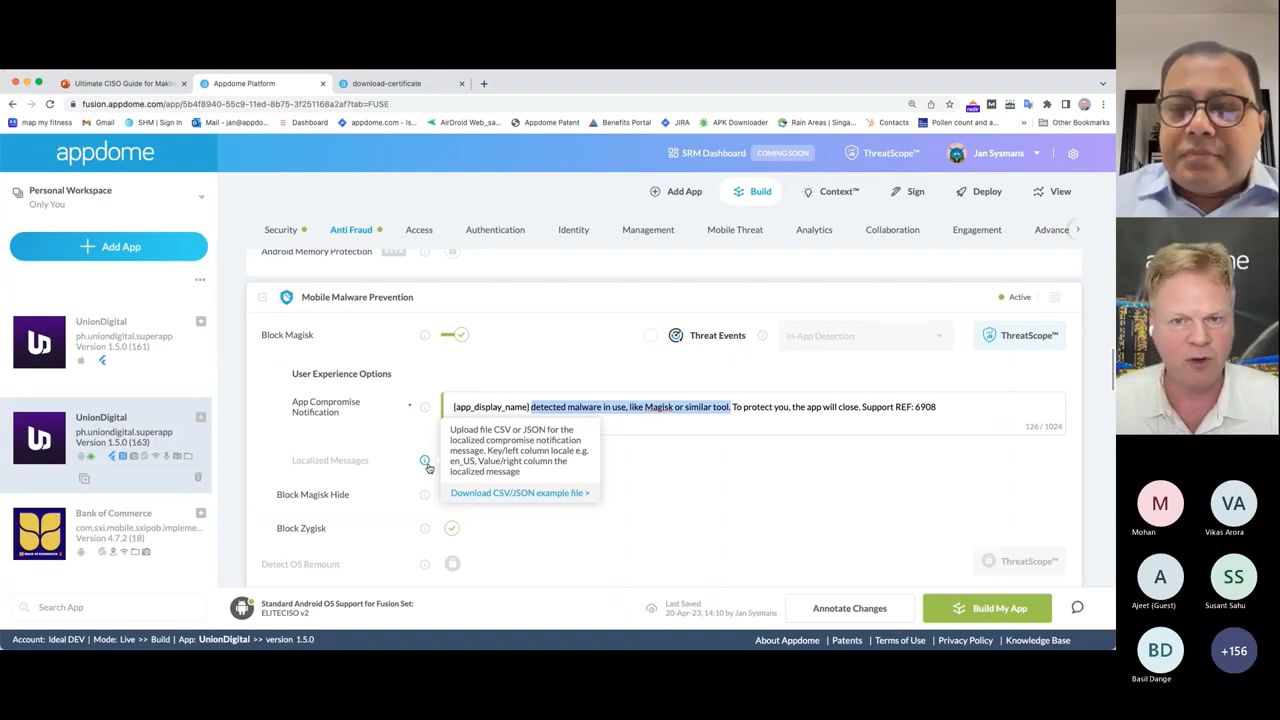 Ultimate CISO Guide for Makin
Appdome Platform
download-certificate
fusion.appdome.com/app/5b4f8940-55c9-11ed-8b75-3f251168a2af?tab=FUSE
map my fitness
Gmail
SHM | Sign In
Mail - jan@appdo...
Dashboard
appdome.com - Is...
AirDroid Web_sa...
Appdome Patent
Benefits Portal
JIRA
APK Downloader
Rain Areas | Singa...
Contacts
Pollen count and a...
Other Bookmarks
appdome
SRM Dashboard
COMING SOON
ThreatScope™
Jan Sysmans
Personal Workspace
Only You
Add App
Build
Context™
Sign
Deploy
View
Add App
Security
Anti Fraud
Access
Authentication
Identity
Management
Mobile Threat
Analytics
Collaboration
Engagement
Advance
Android Memory Protection
BETA
Mobile Malware Prevention
Active
UnionDigital
ph.uniondigital.superapp
Version 1.5.0 (161)
Block Magisk
Threat Events
In-App Detection
ThreatScope™
User Experience Options
App Compromise
Notification
{app_display_name} detected malware in use, like Magisk or similar tool. To protect you, the app will close. Support REF: 6908
126 / 1024
UnionDigital
ph.uniondigital.superapp
Version 1.5.0 (163)
Upload file CSV or JSON for the
localized compromise notification
message. Key/left column locale e.g.
en_US, Value/right column the
localized message
Download CSV/JSON example file >
Localized Messages
Block Magisk Hide
Block Zygisk
Detect OS Remount
ThreatScope™
Bank of Commerce
com.sxi.mobile.sxipob.impleme...
Version 4.7.2 (18)
Search App
Standard Android OS Support for Fusion Set:
ELITECISO v2
Last Saved
20-Apr-23, 14:10 by Jan Sysmans
Annotate Changes
Build My App
Account: Ideal DEV | Mode: Live >> Build | App: UnionDigital >> version 1.5.0
About Appdome | Patents | Terms of Use | Privacy Policy | Knowledge Base
M
Mohan
VA
Vikas Arora
A
Ajeet (Guest)
SS
Susant Sahu
BD
Basil Dange
+156